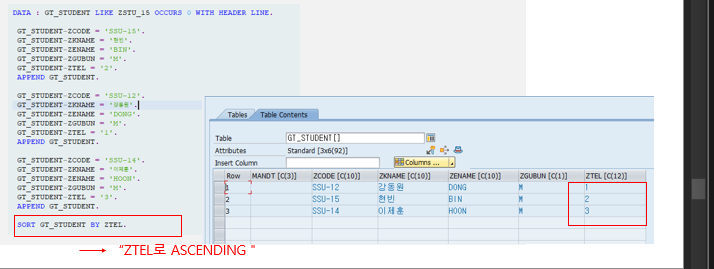 DATA : GT_STUDENT LIKE ZSTU_15 OCCURS 0 WITH HEADER LINE.
GT_STUDENT-ZCODE = 'SSU-15'.
GT_STUDENT-ZKNAME = '현빈'.
GT_STUDENT-ZENAME = 'BIN'.
GT_STUDENT-ZGUBUN = 'M'.
GT_STUDENT-ZTEL = '2'.
APPEND GT_STUDENT.
GT_STUDENT-ZCODE = 'SSU-12'.
GT_STUDENT-ZKNAME = '강동원'.
GT_STUDENT-ZENAME = 'DONG'.
GT_STUDENT-ZGUBUN = 'M'.
GT_STUDENT-ZTEL = '1'.
APPEND GT_STUDENT.
GT_STUDENT-ZCODE = 'SSU-14'.
GT_STUDENT-ZKNAME = '이제훈'.
GT_STUDENT-ZENAME = 'HOON'.
GT_STUDENT-ZGUBUN = 'M'.
GT_STUDENT-ZTEL = '3'.
APPEND GT_STUDENT.
SORT GT_STUDENT BY ZTEL.
"ZTEL로 ASCENDING "
Tables Table Contents
Table GT_STUDENT[]
Attributes Standard [3x6(92)]
Insert Column Columns ...
Row MANDT [C(3)] ZCODE [C(10)] ZKNAME [C(10)] ZENAME [C(10)] ZGUBUN [C(1)] ZTEL [C(12)]
1 SSU-12 강동원 DONG M 1
2 SSU-15 현빈 BIN M 2
3 SSU-14 이제훈 HOON M 3